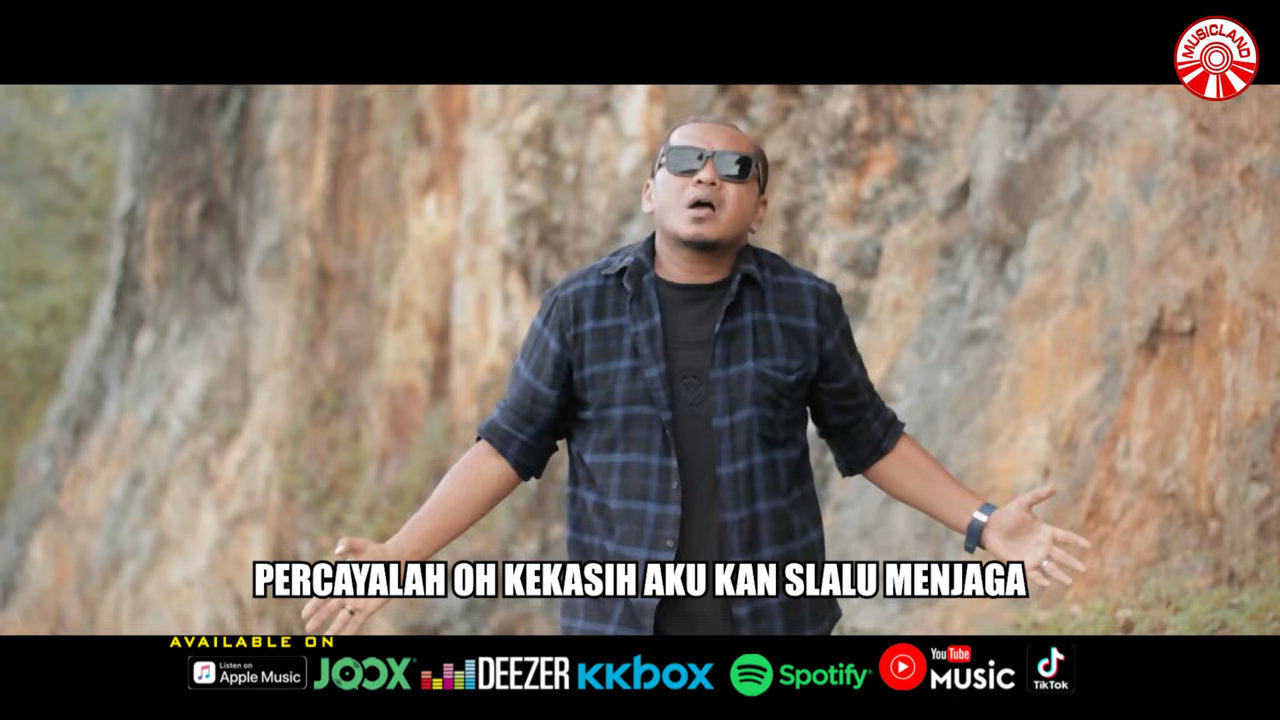 MUSICLAND
PERCAYALAH OH KEKASIH AKU KAN SLALU MENJAGA
AVAILABLE ON
Listen on
Apple Music
JOOX
DEEZER
KKBOX
Spotify
YouTube
MUSIC
TikTok